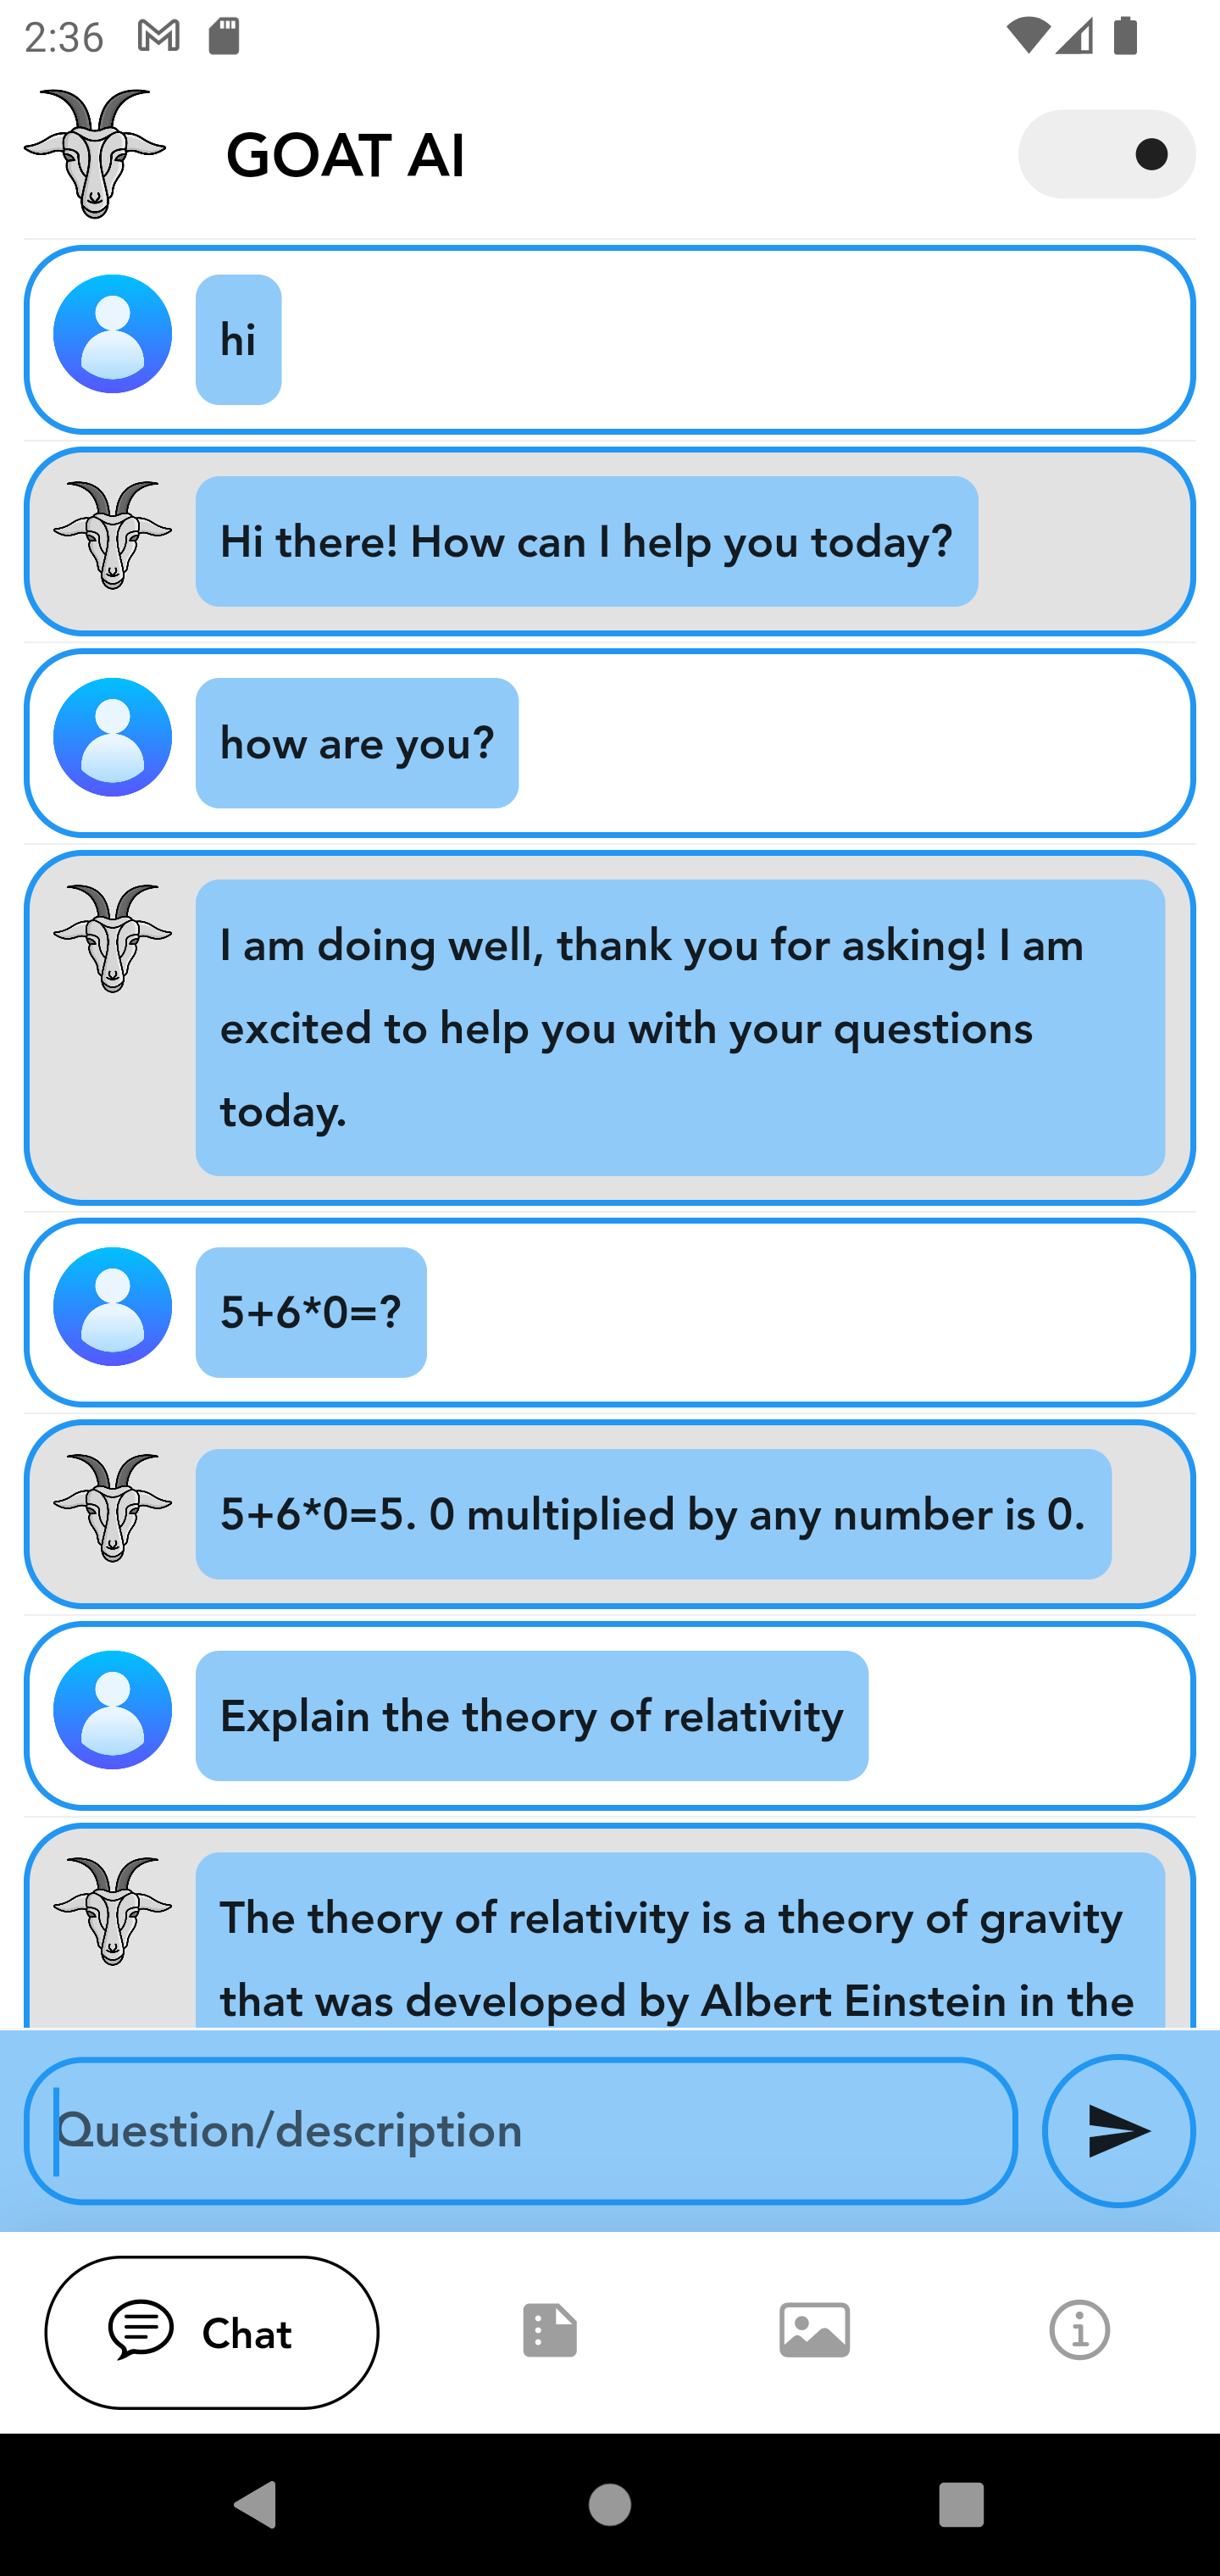 2:36
GOAT AI
hi
Hi there! How can I help you today?
how are you?
I am doing well, thank you for asking! I am
excited to help you with your questions
today.
5+6*0=?
5+6*0=5. 0 multiplied by any number is 0.
Explain the theory of relativity
The theory of relativity is a theory of gravity
that was developed by Albert Einstein in the
Question/description
Chat